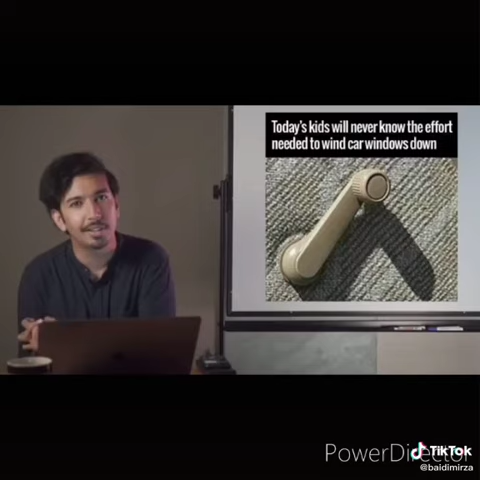 Today's kids will never know the effort
needed to wind car windows down
PowerDirector
TikTok
@baidimirza